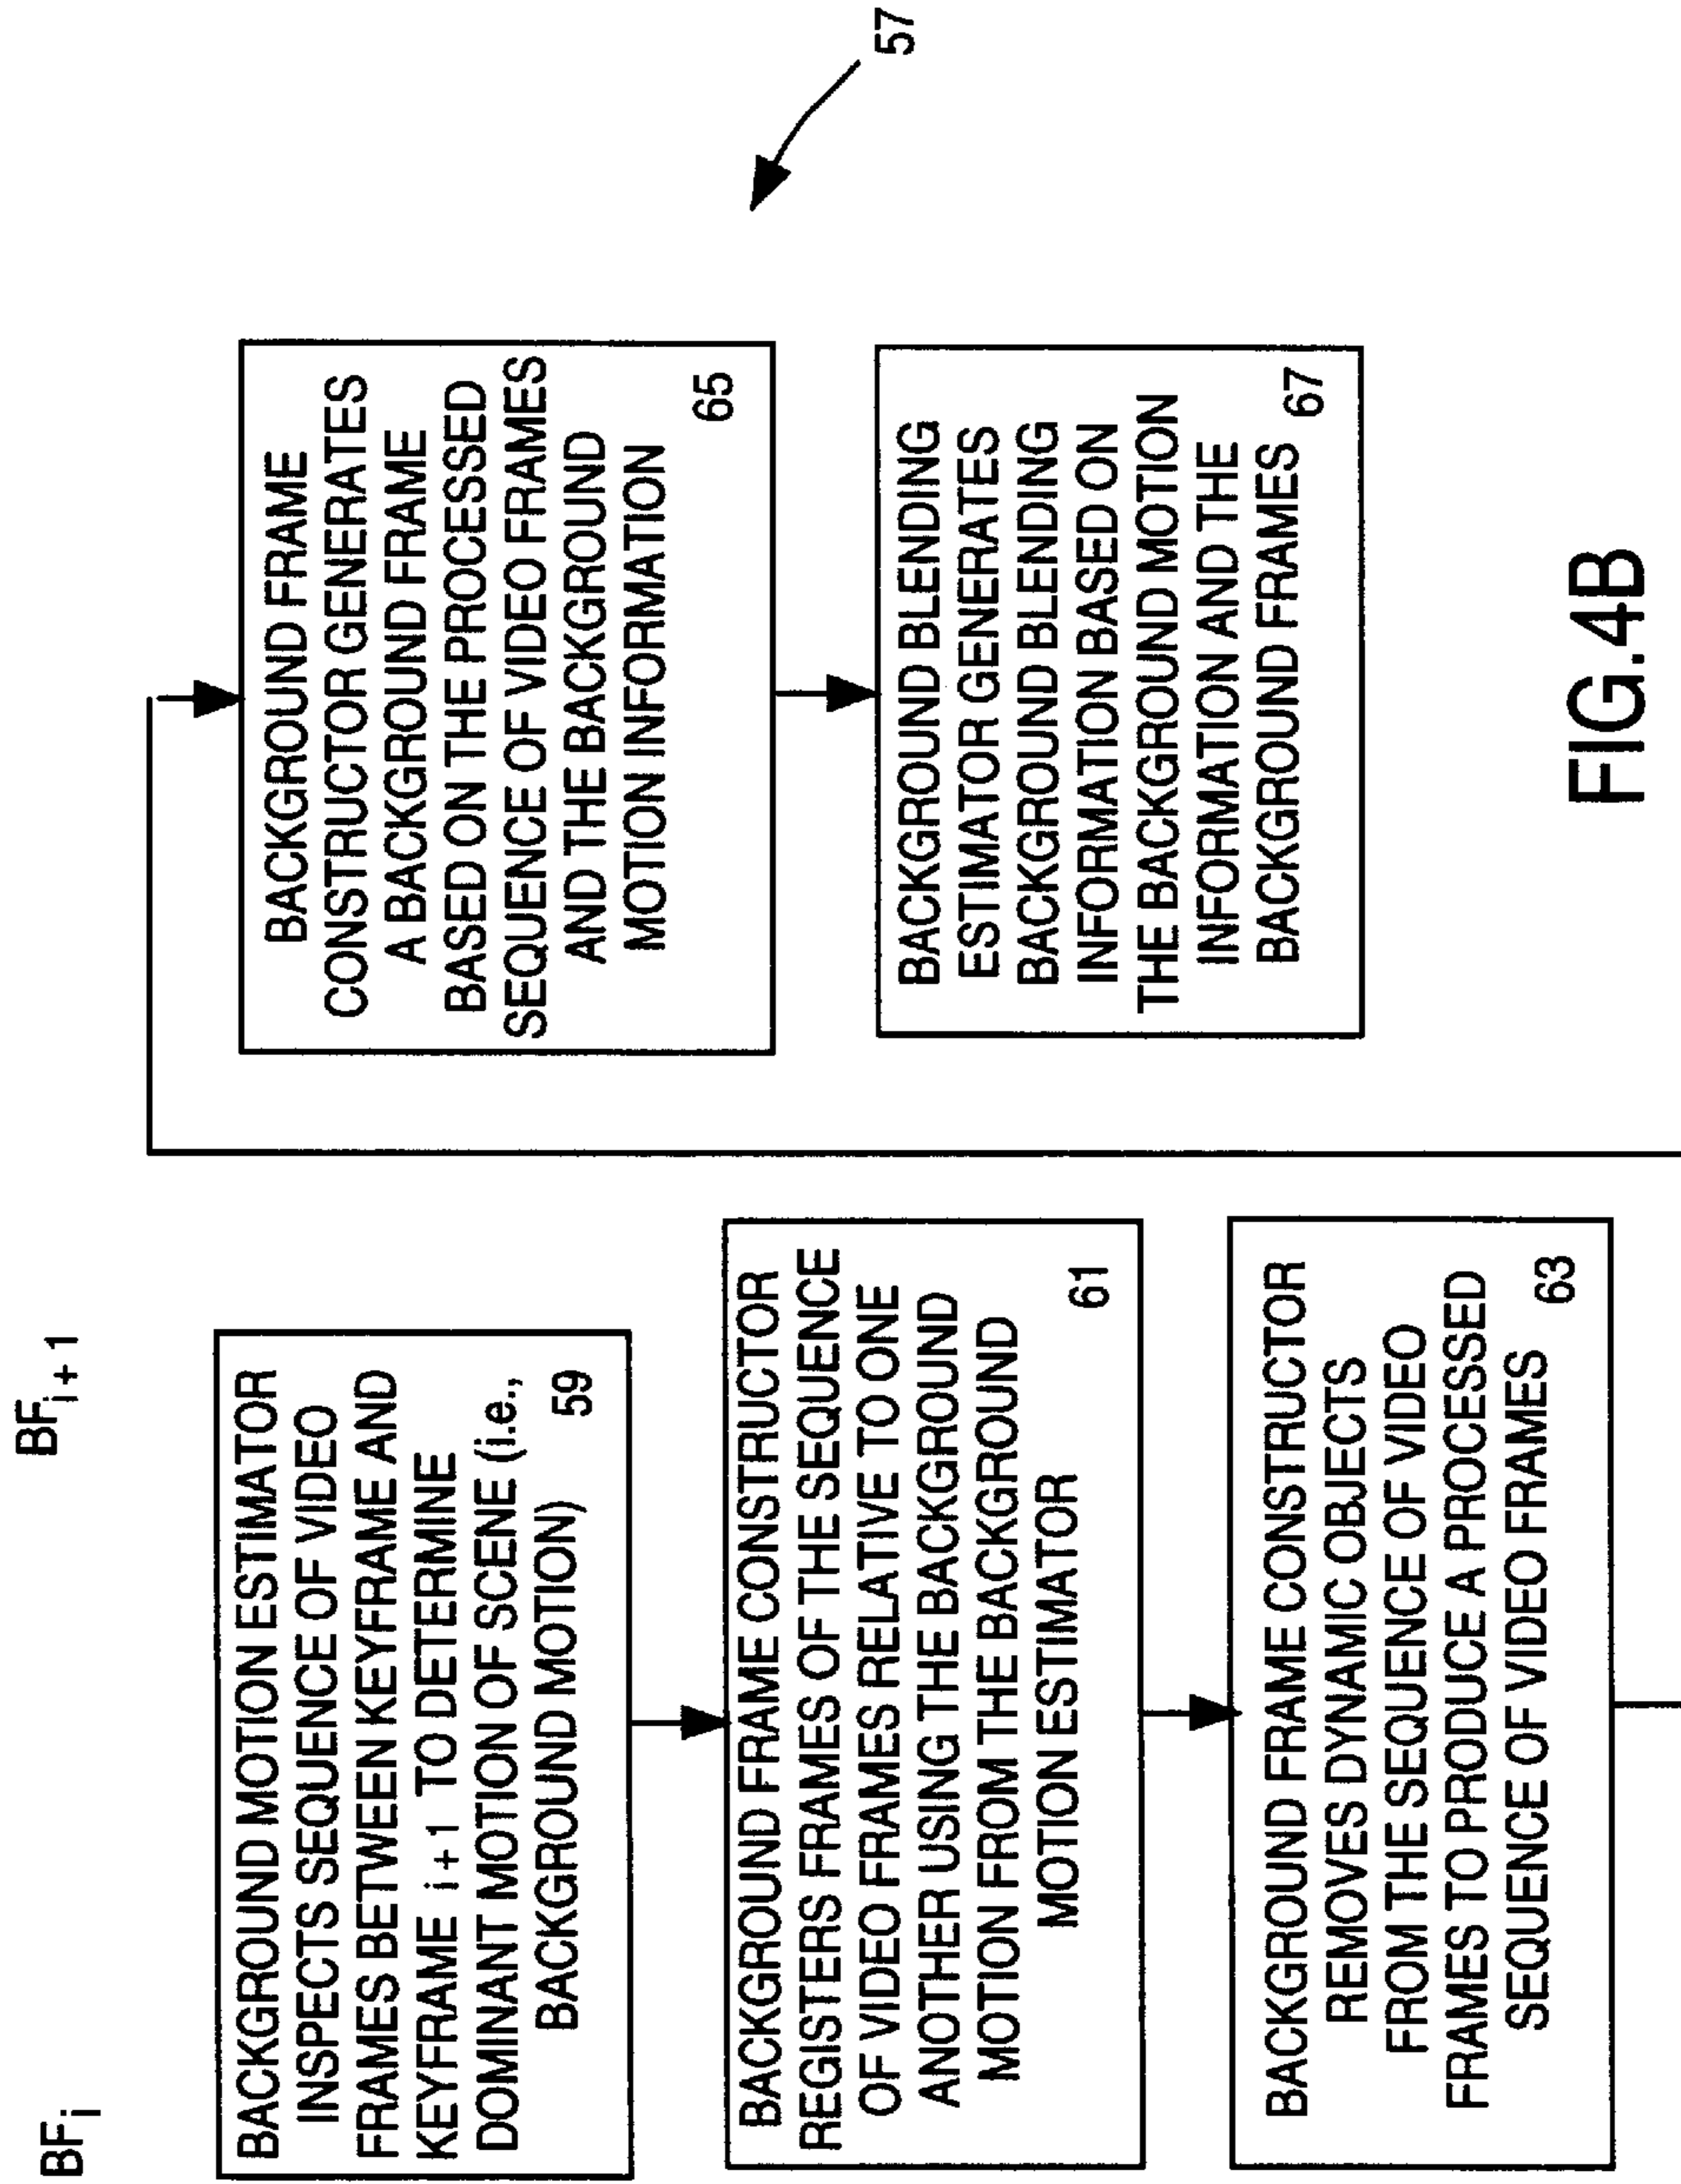 BF i
BF i+1
BACKGROUND MOTION ESTIMATOR
INSPECTS SEQUENCE OF VIDEO
FRAMES BETWEEN KEYFRAME AND
KEYFRAME i+1 TO DETERMINE
DOMINANT MOTION OF SCENE (i.e.,
BACKGROUND MOTION)
59
BACKGROUND FRAME CONSTRUCTOR
REGISTERS FRAMES OF THE SEQUENCE
OF VIDEO FRAMES RELATIVE TO ONE
ANOTHER USING THE BACKGROUND
MOTION FROM THE BACKGROUND
MOTION ESTIMATOR
61
BACKGROUND FRAME CONSTRUCTOR
REMOVES DYNAMIC OBJECTS
FROM THE SEQUENCE OF VIDEO
FRAMES TO PRODUCE A PROCESSED
SEQUENCE OF VIDEO FRAMES
63
BACKGROUND FRAME
CONSTRUCTOR GENERATES
A BACKGROUND FRAME
BASED ON THE PROCESSED
SEQUENCE OF VIDEO FRAMES
AND THE BACKGROUND
MOTION INFORMATION
65
BACKGROUND BLENDING
ESTIMATOR GENERATES
BACKGROUND BLENDING
INFORMATION BASED ON
THE BACKGROUND MOTION
INFORMATION AND THE
BACKGROUND FRAMES
67
57
FIG.4B